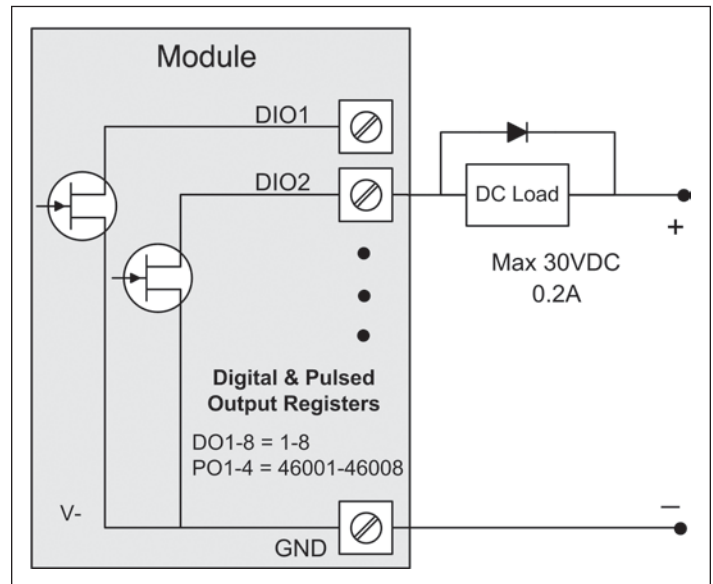 Module
DIO1
DIO2
DC Load
+
Max 30VDC
0.2A
Digital & Pulsed
Output Registers
DO1-8 = 1-8
PO1-4 = 46001-46008
V-
GND
–